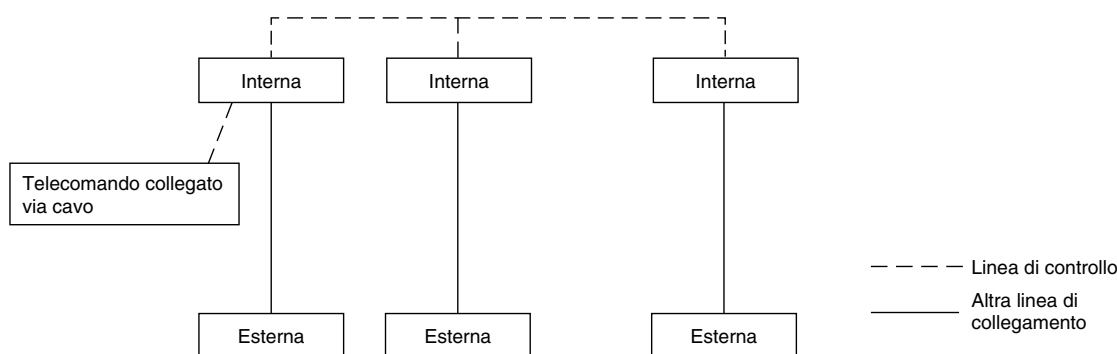 Interna Interna Interna
Telecomando collegato
via cavo
Linea di controllo
Altra linea di
collegamento
Esterna Esterna Esterna